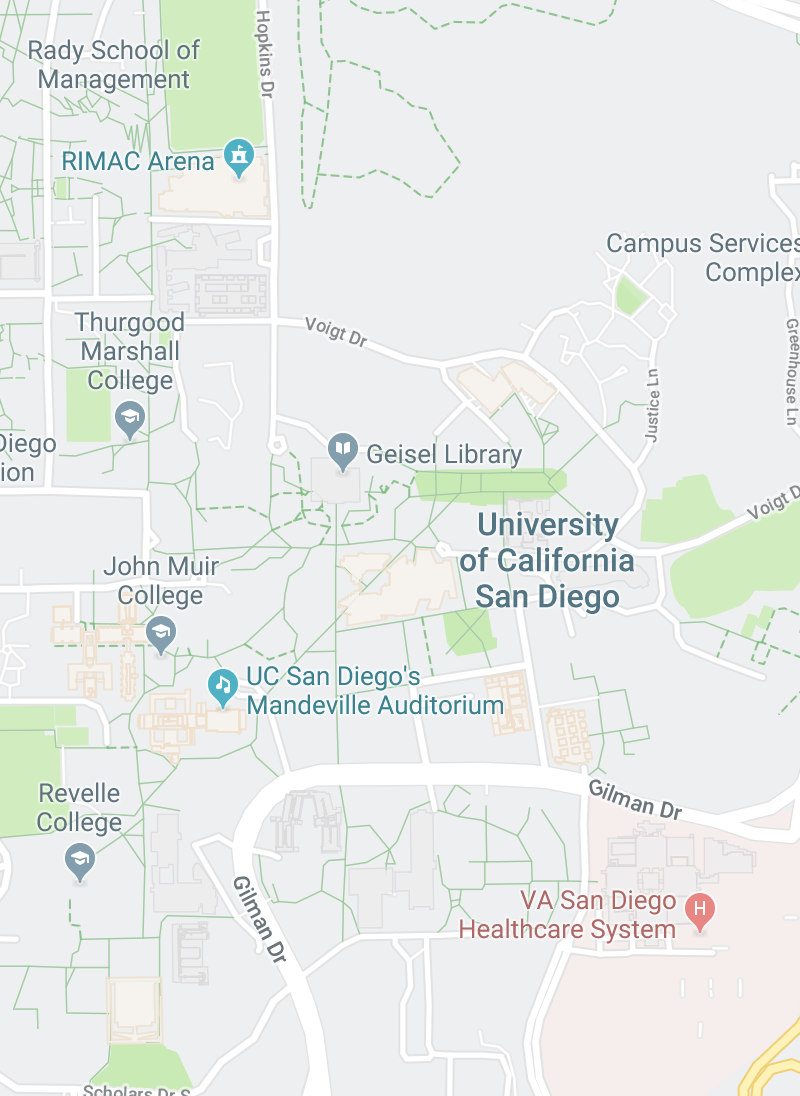 Hopkins Dr
Rady School of
Management
RIMAC Arena
Campus Services
Complex
Thurgood
Marshall
College
Voigt Dr
Greenhouse Ln
Justice Ln
Diego
ion
Geisel Library
Voigt D
University
of California
San Diego
John Muir
College
UC San Diego's
Mandeville Auditorium
Revelle
College
Gilman Dr
Gilman Dr
H
VA San Diego
Healthcare System
Scholars Dr S